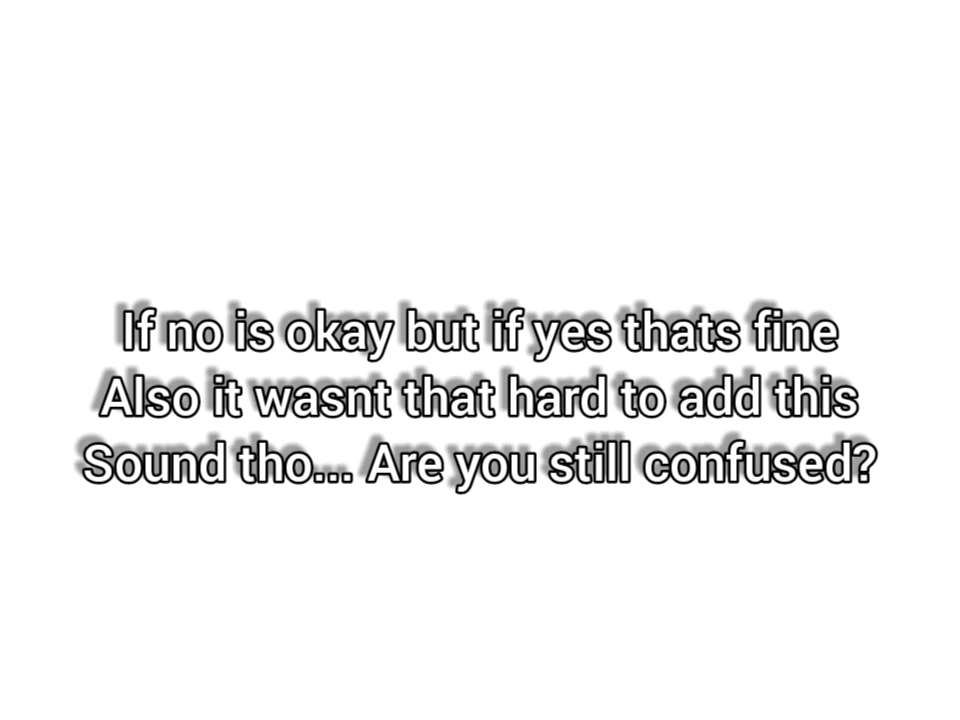 If no is okay but if yes thats fine
Also it wasnt that hard to add this
Sound tho... Are you still confused?